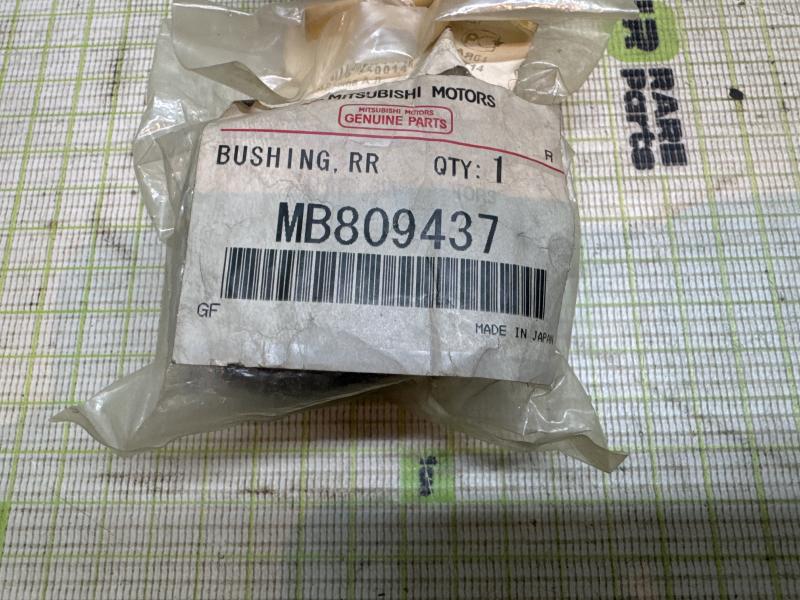 MITSUBISHI MOTORS
MITSUBISHI MOTORS
GENUINE PARTS
R
BUSHING, RR QTY: 1
MB809437
GF
MADE IN JAPAN
RARE
Parts